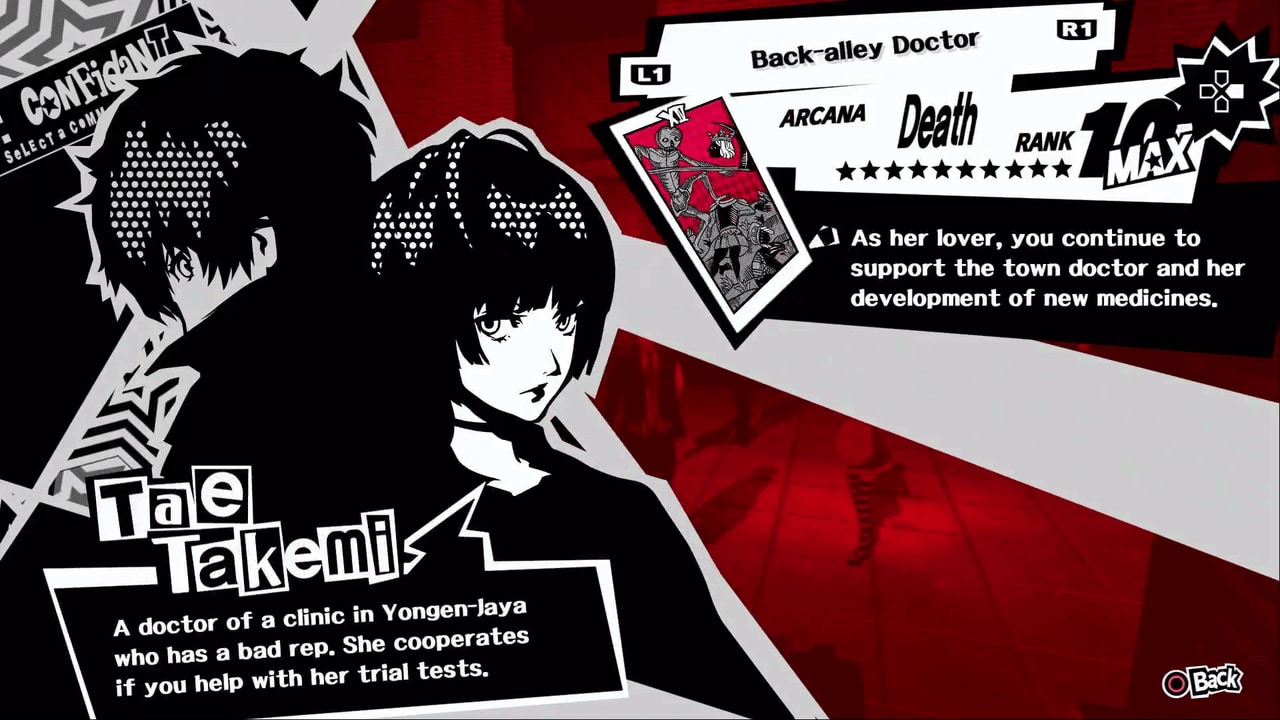 CONFiDaNT
SeLeCT a COMM
L1
Back-alley Doctor
R1
XIV
ARCANA Death RANK 10
MAX
As her lover, you continue to
support the town doctor and her
development of new medicines.
Tae
Takemi
A doctor of a clinic in Yongen-Jaya
who has a bad rep. She cooperates
if you help with her trial tests.
Back